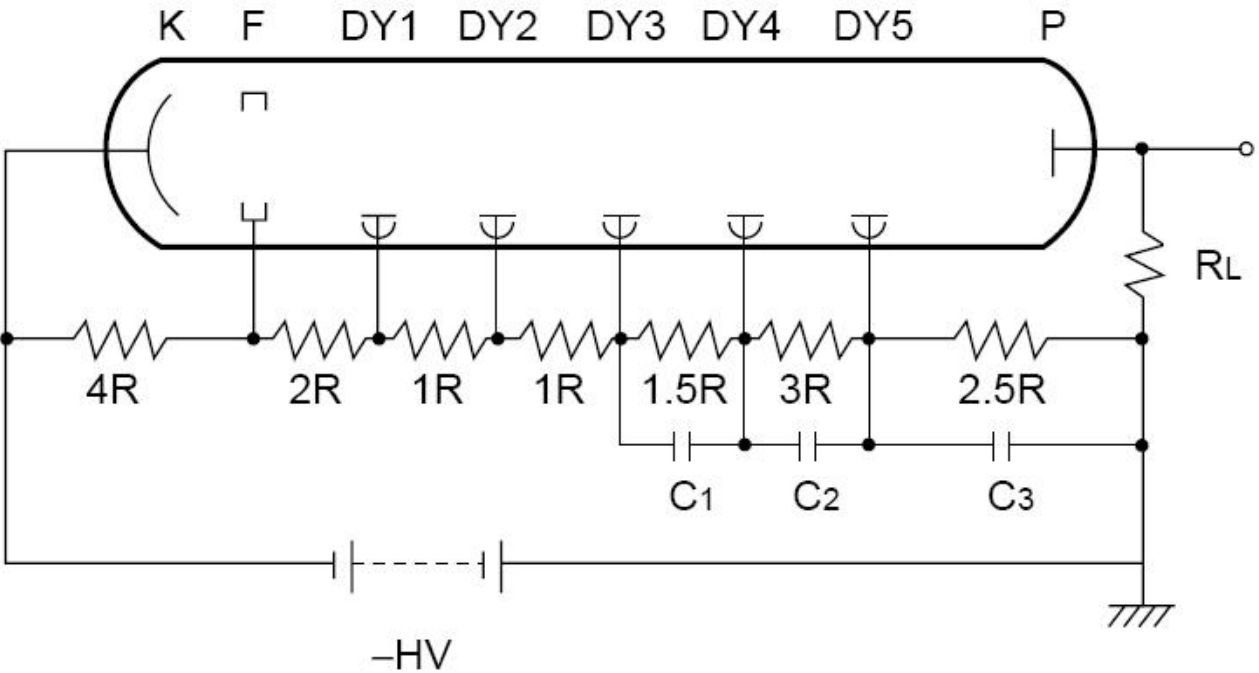 K F DY1 DY2 DY3 DY4 DY5 P
RL
4R 2R 1R 1R 1.5R 3R 2.5R
C1 C2 C3
–HV